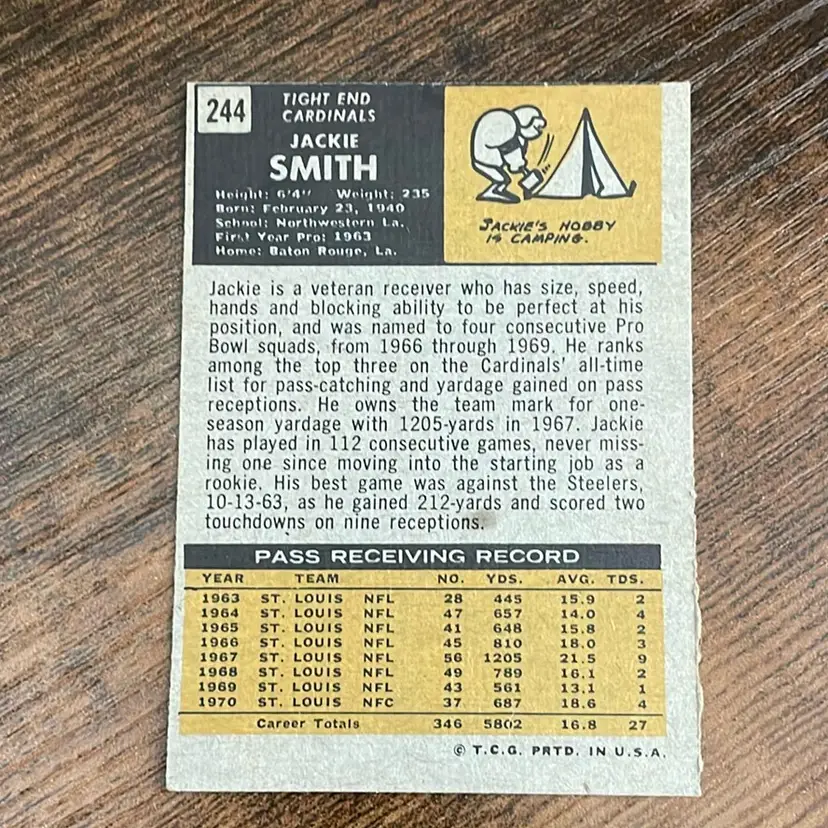 244
TIGHT END
CARDINALS
JACKIE
SMITH
Height: 6'4" Weight: 235
Born: February 23, 1940
School: Northwestern La.
First Year Pro: 1963
Home: Baton Rouge, La.
JACKIE'S HOBBY
IS CAMPING.
Jackie is a veteran receiver who has size, speed,
hands and blocking ability to be perfect at his
position, and was named to four consecutive Pro
Bowl squads, from 1966 through 1969. He ranks
among the top three on the Cardinals' all-time
list for pass-catching and yardage gained on pass
receptions. He owns the team mark for one-
season yardage with 1205-yards in 1967. Jackie
has played in 112 consecutive games, never miss-
ing one since moving into the starting job as a
rookie. His best game was against the Steelers,
10-13-63, as he gained 212-yards and scored two
touchdowns on nine receptions.
PASS RECEIVING RECORD
YEAR TEAM NO. YDS. AVG. TDS.
1963 ST. LOUIS NFL 28 445 15.9 2
1964 ST. LOUIS NFL 47 657 14.0 4
1965 ST. LOUIS NFL 41 648 15.8 2
1966 ST. LOUIS NFL 45 810 18.0 3
1967 ST. LOUIS NFL 56 1205 21.5 9
1968 ST. LOUIS NFL 49 789 16.1 2
1969 ST. LOUIS NFL 43 561 13.1 1
1970 ST. LOUIS NFC 37 687 18.6 4
Career Totals 346 5802 16.8 27
© T.C.G. PRTD. IN U.S.A.